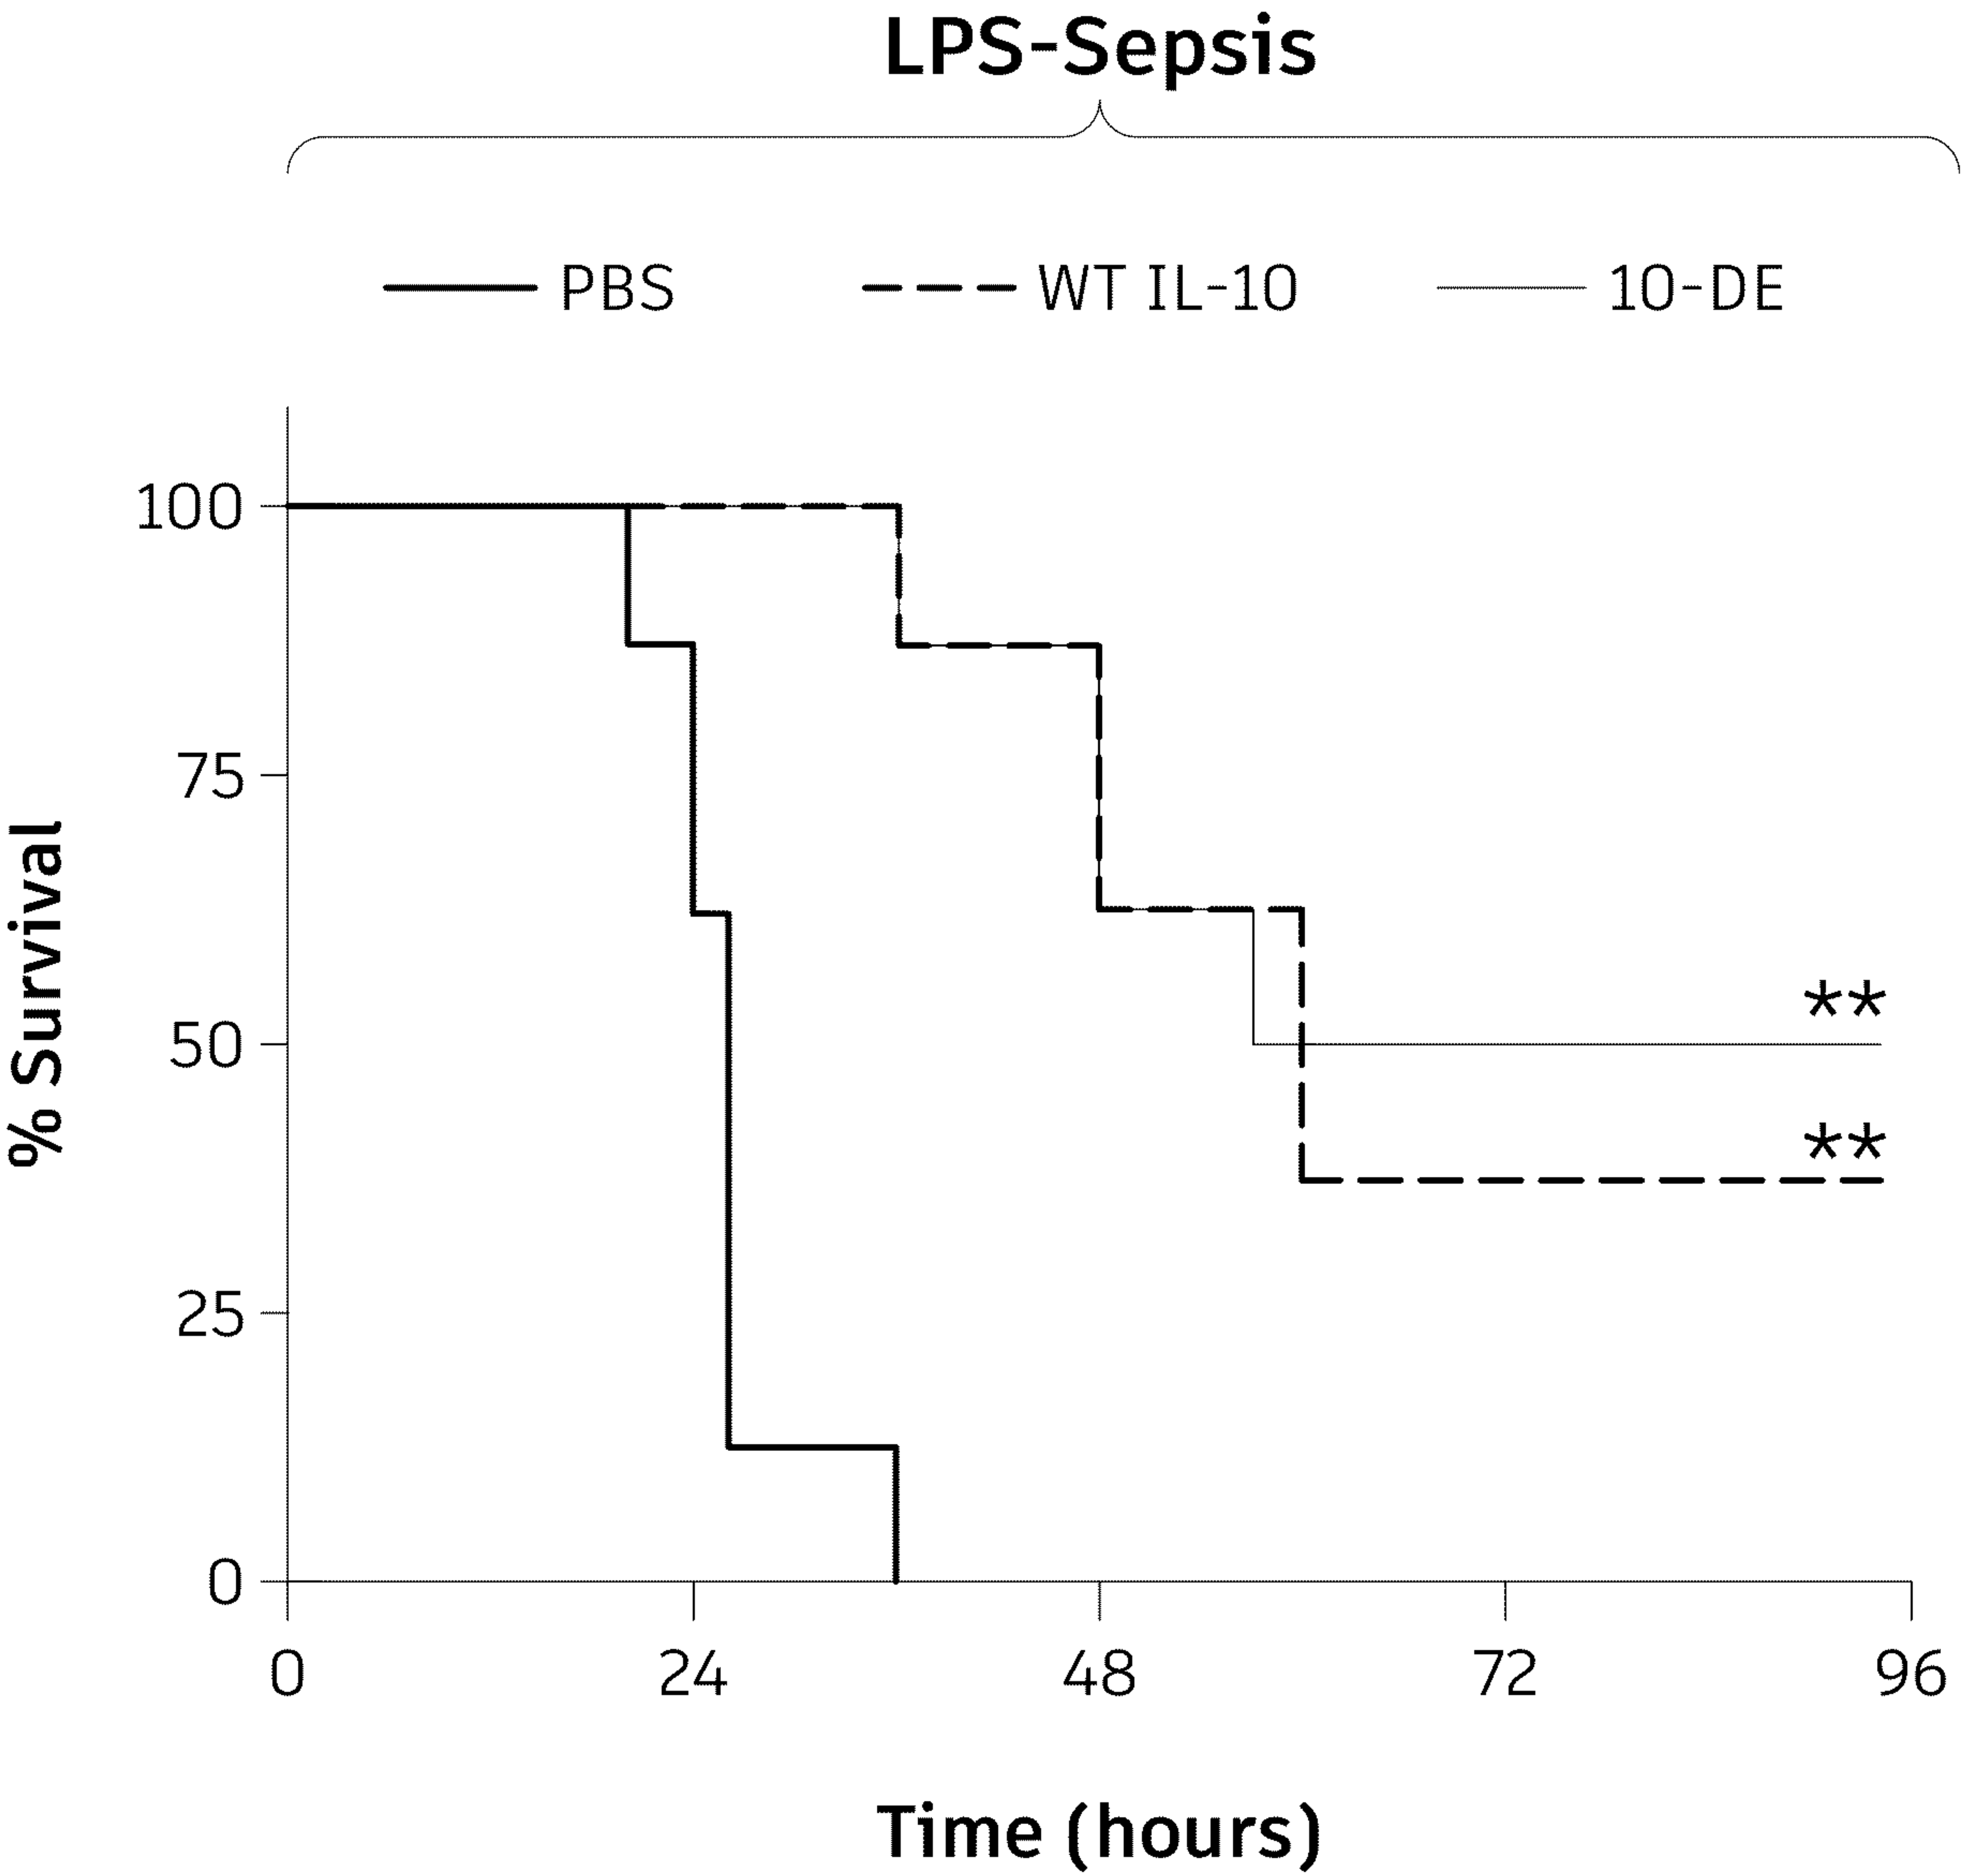 LPS-Sepsis
PBS WT IL-10 10-DE
100
75
50
25
0
% Survival
**
**
0 24 48 72 96
Time (hours)